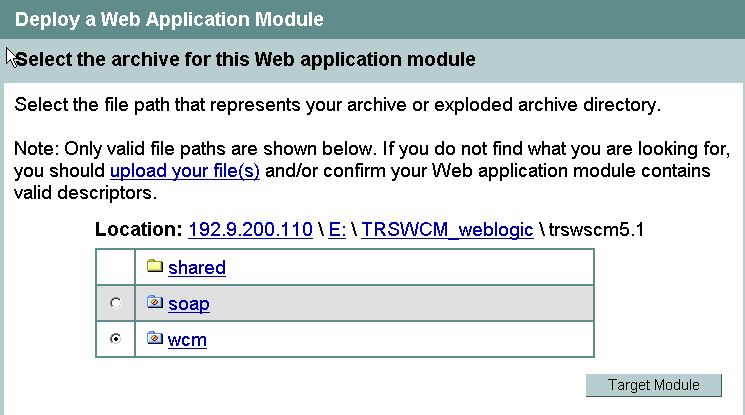 Deploy a Web Application Module
Select the archive for this Web application module
Select the file path that represents your archive or exploded archive directory.
Note: Only valid file paths are shown below. If you do not find what you are looking for,
you should upload your file(s) and/or confirm your Web application module contains
valid descriptors.
Location: 192.9.200.110 \ E: \ TRSWCM_weblogic \ trswscm5.1
shared
soap
wcm
Target Module